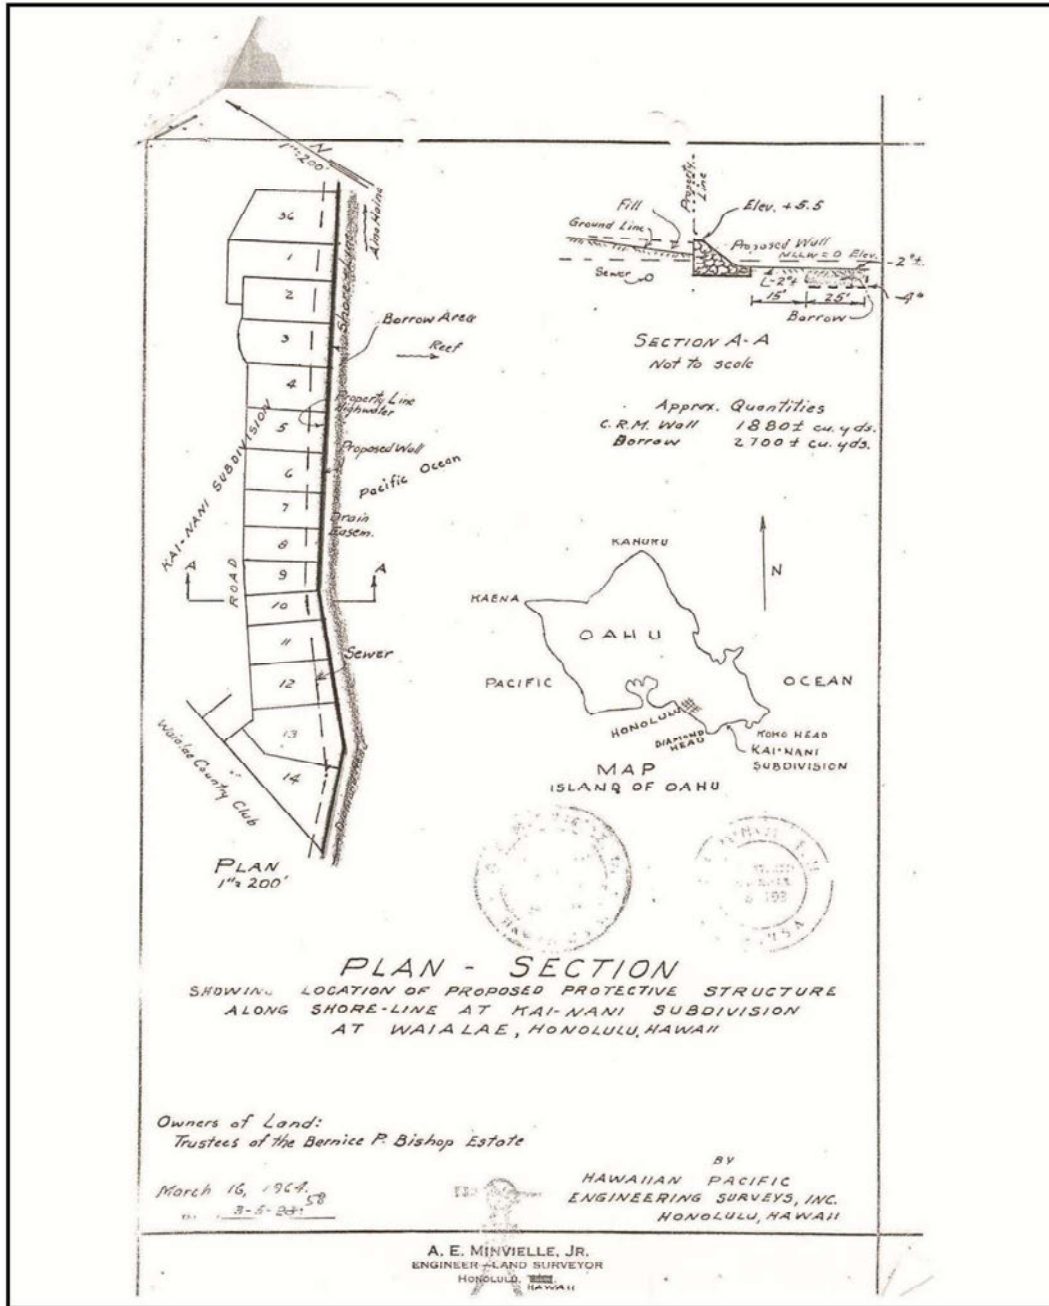 N
1"=200'
36
1
2
3
4
5
6
7
8
9
10
11
12
13
14
Shore Line
Borrow Area
Reef
Property Line
Highwater
Proposed Wall
Pacific Ocean
Drain
Easem.
KAI-NANI SUBDIVISION
ROAD
A
A
Sewer
Waialae Country Club
PLAN
1"=200'
Property
Line
Fill
Elev. +5.5
Ground Line
Proposed Wall
MLLW=0 Elev.
Sewer
15'
25'
Borrow
SECTION A-A
Not to scale
Approx. Quantities
C.R.M. Wall 1880± cu. yds.
Borrow 2700± cu. yds.
KAHUKU
N
KAENA
OAHU
PACIFIC
OCEAN
HONOLULU
DIAMOND
HEAD
KOKO HEAD
KAI-NANI
SUBDIVISION
MAP
ISLAND OF OAHU
PLAN - SECTION
SHOWING LOCATION OF PROPOSED PROTECTIVE STRUCTURE
ALONG SHORE-LINE AT KAI-NANI SUBDIVISION
AT WAIALAE, HONOLULU, HAWAII
Owners of Land:
Trustees of the Bernice P. Bishop Estate
March 16, 1964.
BY
HAWAIIAN PACIFIC
ENGINEERING SURVEYS, INC.
HONOLULU, HAWAII
A. E. MINVIELLE, JR.
ENGINEER - LAND SURVEYOR
HONOLULU,
HAWAII